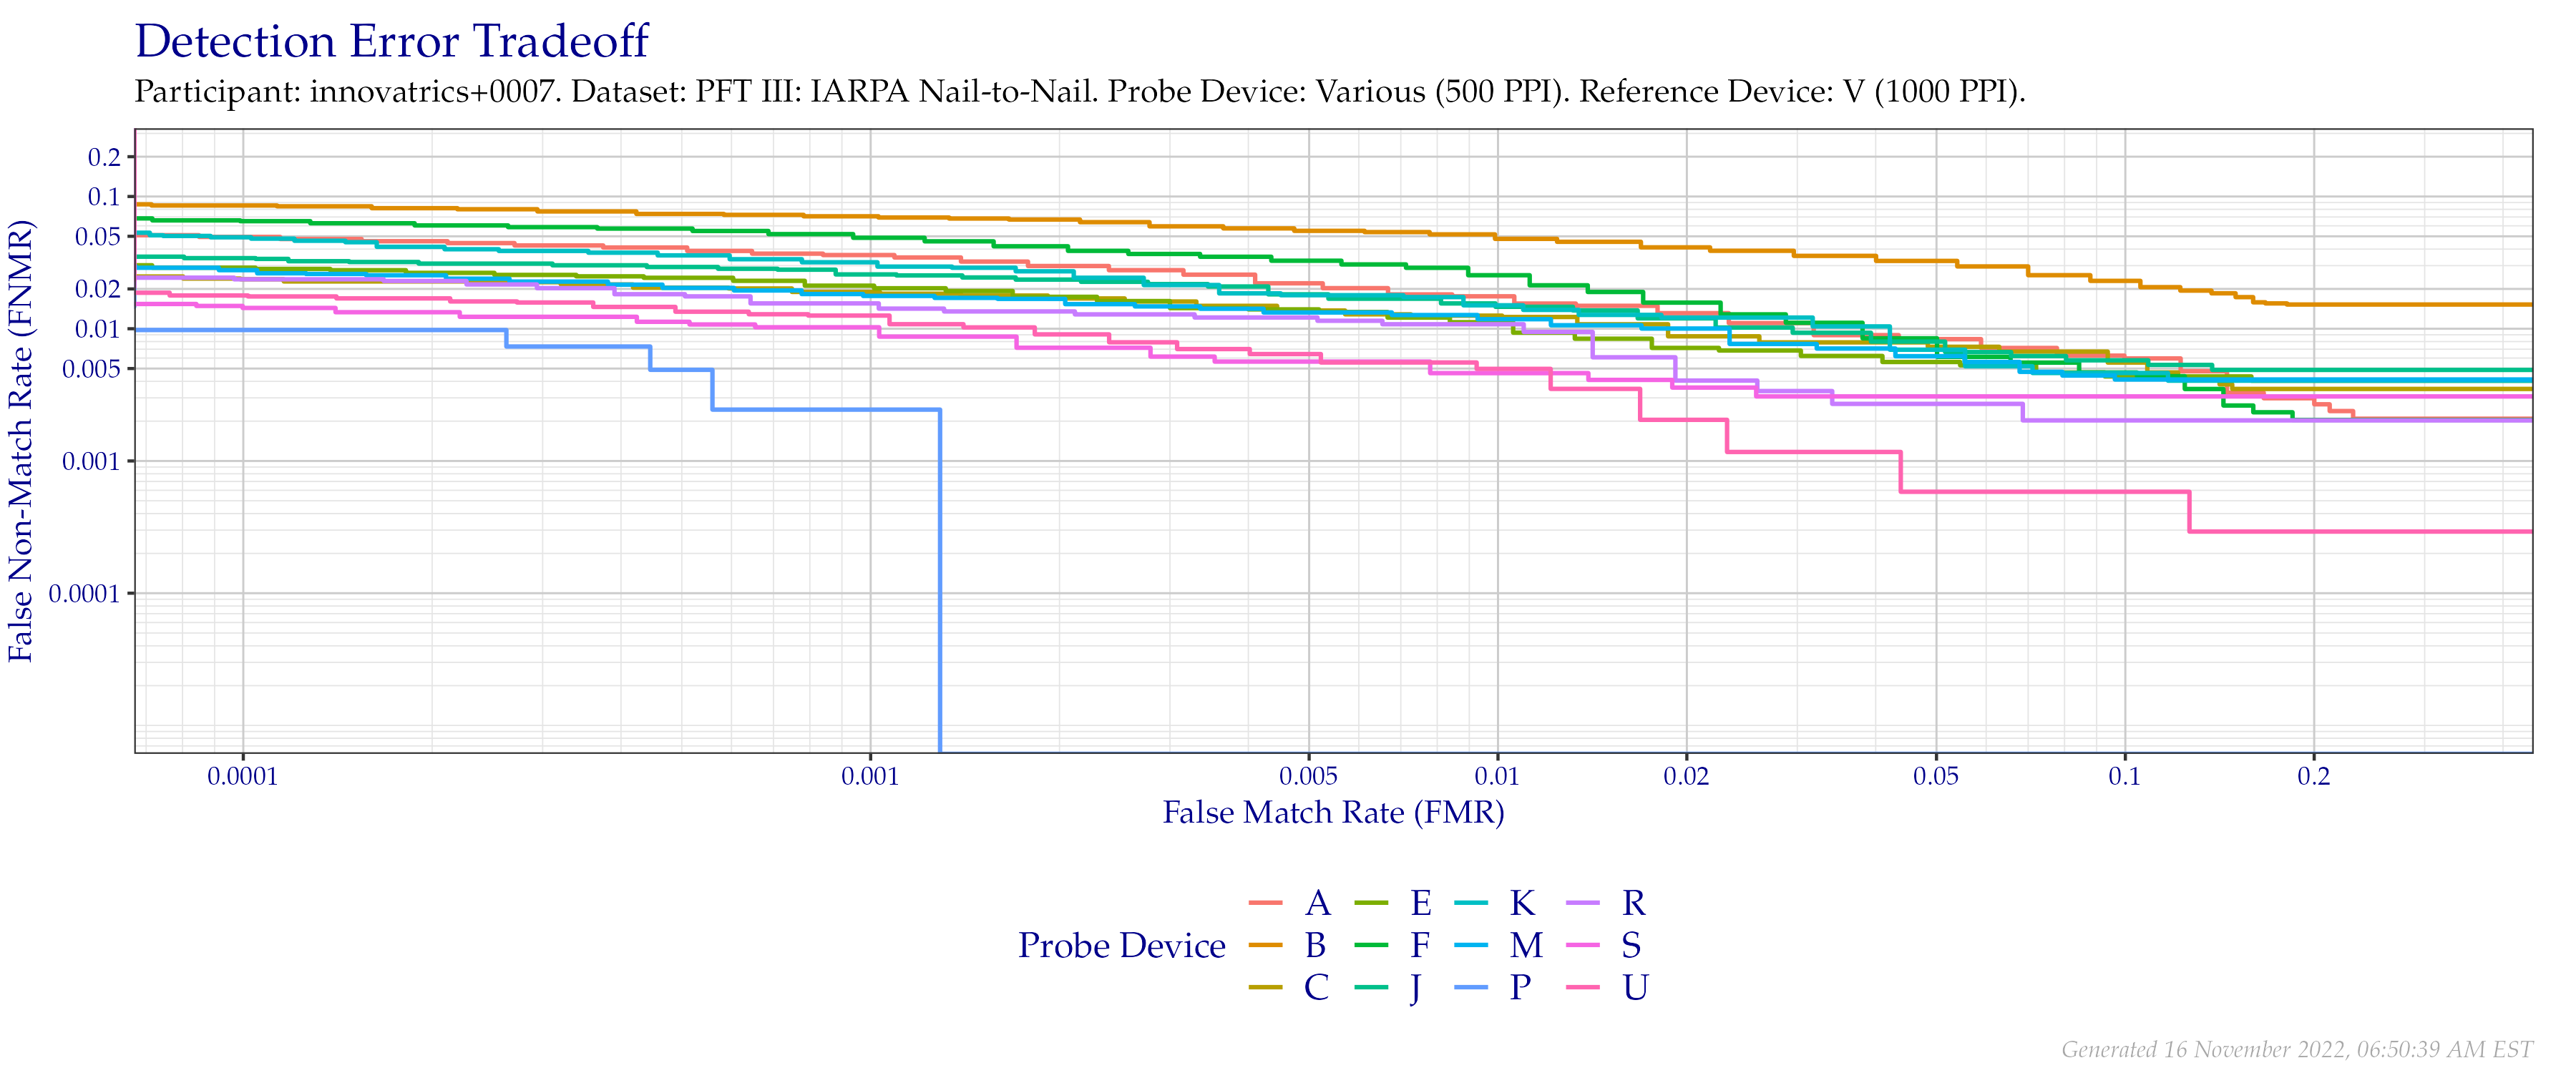 Detection Error Tradeoff
Participant: innovatrics+0007. Dataset: PFT III: IARPA Nail-to-Nail. Probe Device: Various (500 PPI). Reference Device: V (1000 PPI).
False Non-Match Rate (FNMR)
0.2
0.1
0.05
0.02
0.01
0.005
0.001
0.0001
0.0001 0.001 0.005 0.01 0.02 0.05 0.1 0.2
False Match Rate (FMR)
Probe Device
A E K R
B F M S
C J P U
Generated 16 November 2022, 06:50:39 AM EST